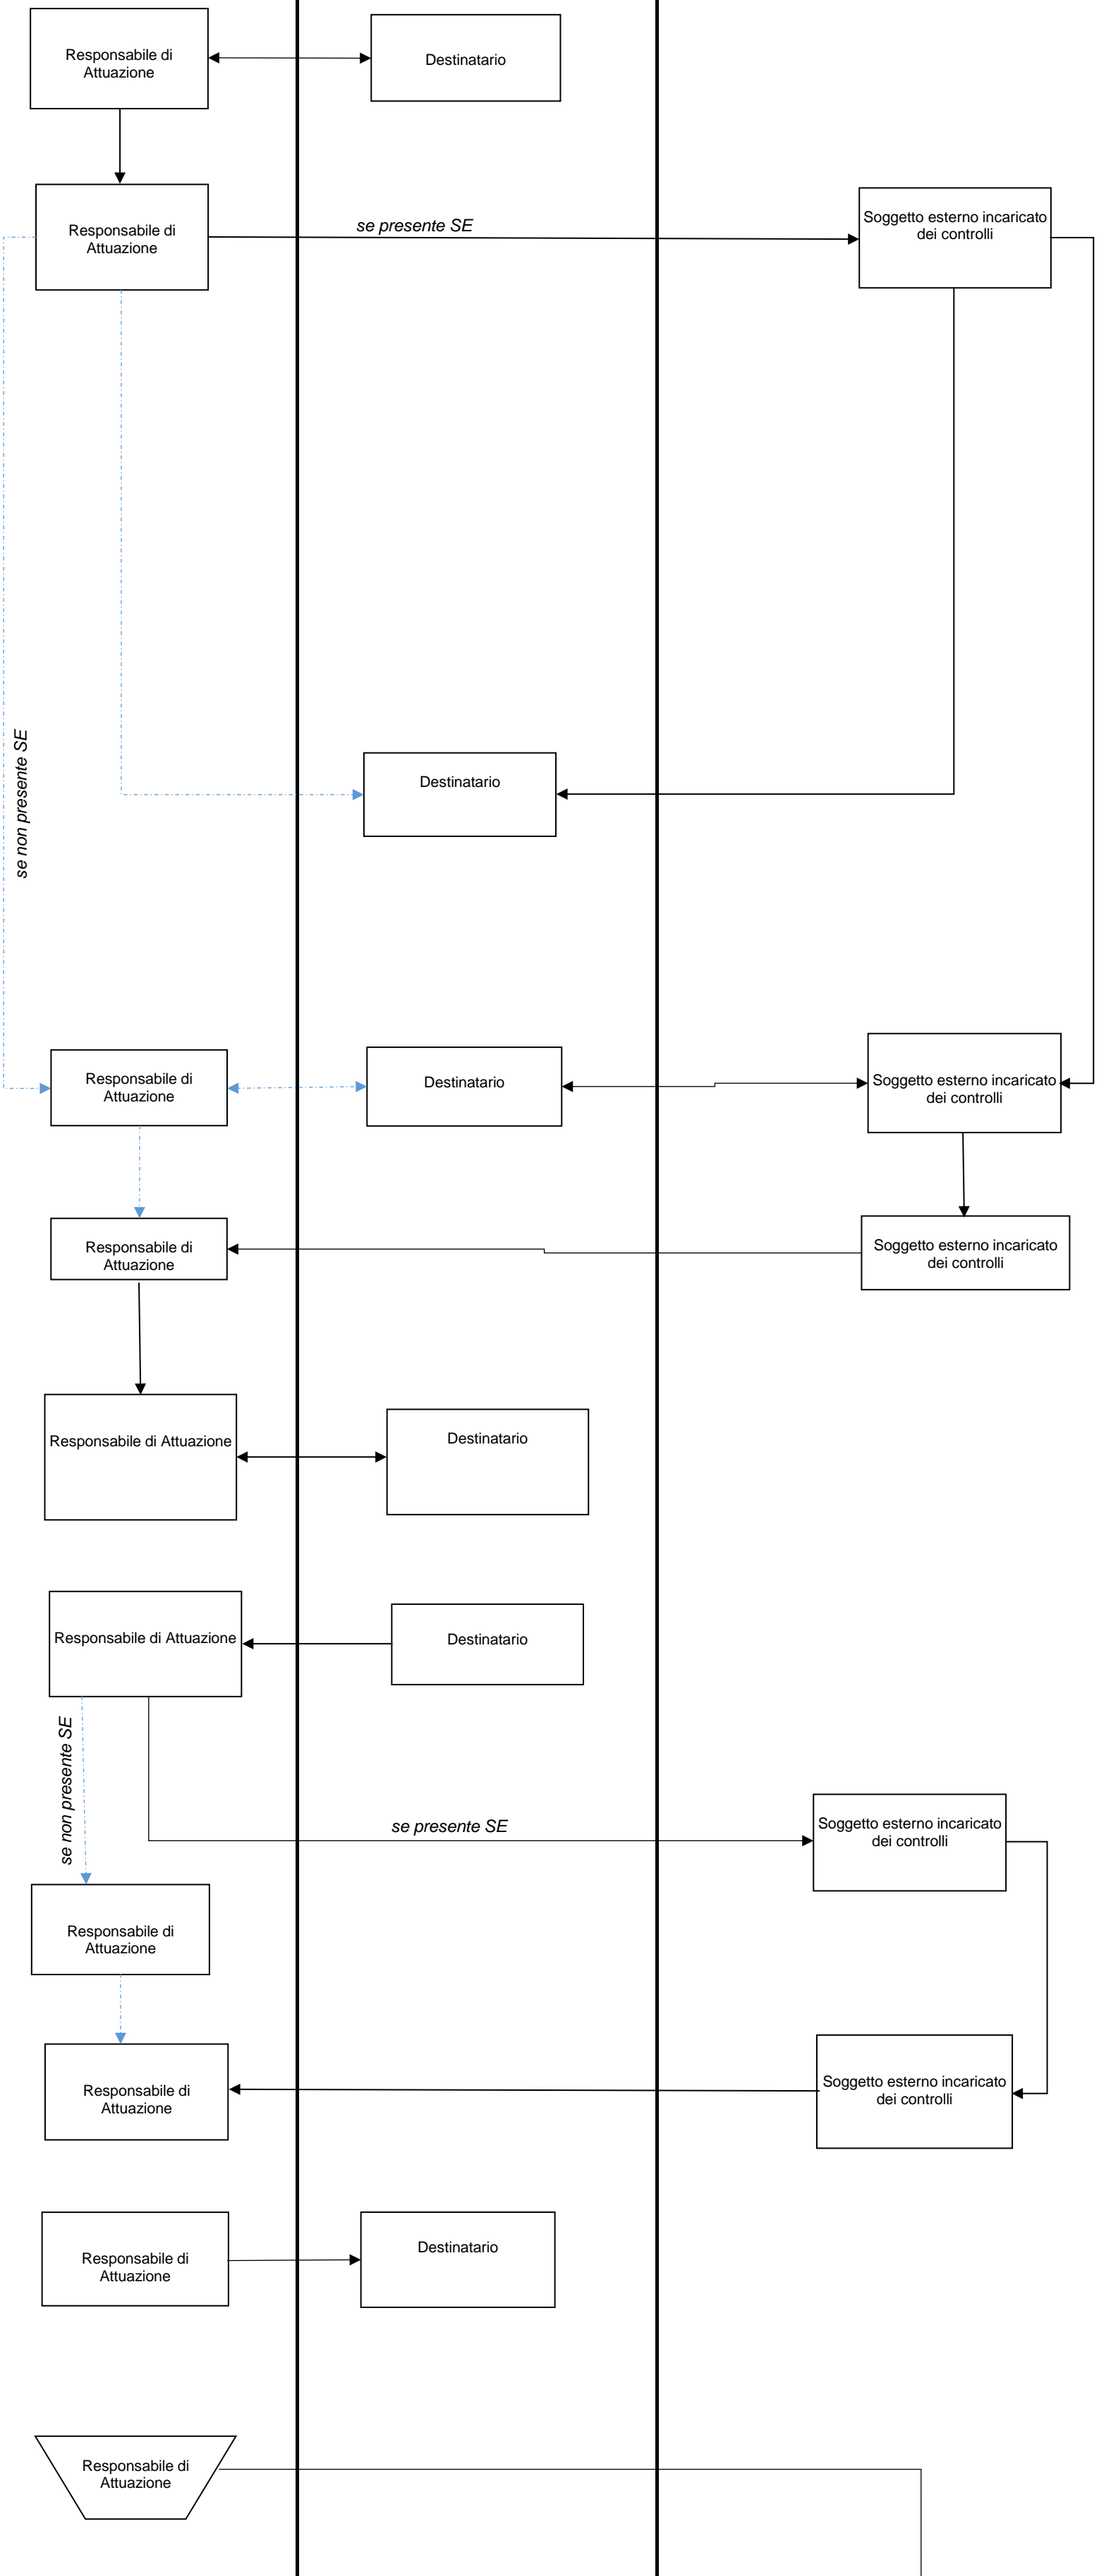 Responsabile di
Attuazione
Destinatario
Responsabile di
Attuazione
se presente SE
Soggetto esterno incaricato
dei controlli
se non presente SE
Destinatario
Responsabile di
Attuazione
Destinatario
Soggetto esterno incaricato
dei controlli
Responsabile di
Attuazione
Soggetto esterno incaricato
dei controlli
Responsabile di Attuazione
Destinatario
Responsabile di Attuazione
Destinatario
se non presente SE
se presente SE
Soggetto esterno incaricato
dei controlli
Responsabile di
Attuazione
Responsabile di
Attuazione
Soggetto esterno incaricato
dei controlli
Responsabile di
Attuazione
Destinatario
Responsabile di
Attuazione